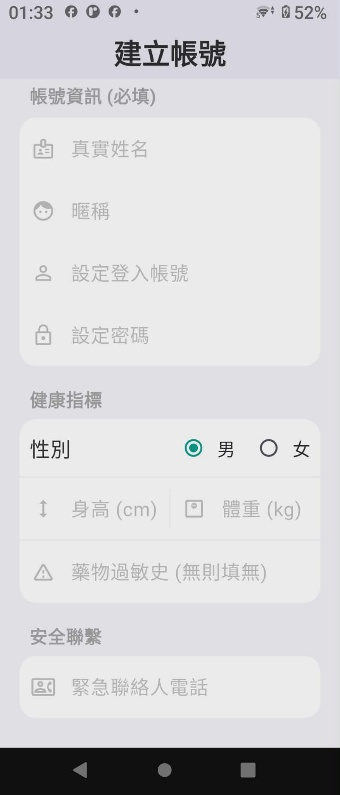 01:33 52%
建立帳號
帳號資訊 (必填)
真實姓名
暱稱
設定登入帳號
設定密碼
健康指標
性別 男 女
身高 (cm) 體重 (kg)
藥物過敏史 (無則填無)
安全聯繫
緊急聯絡人電話